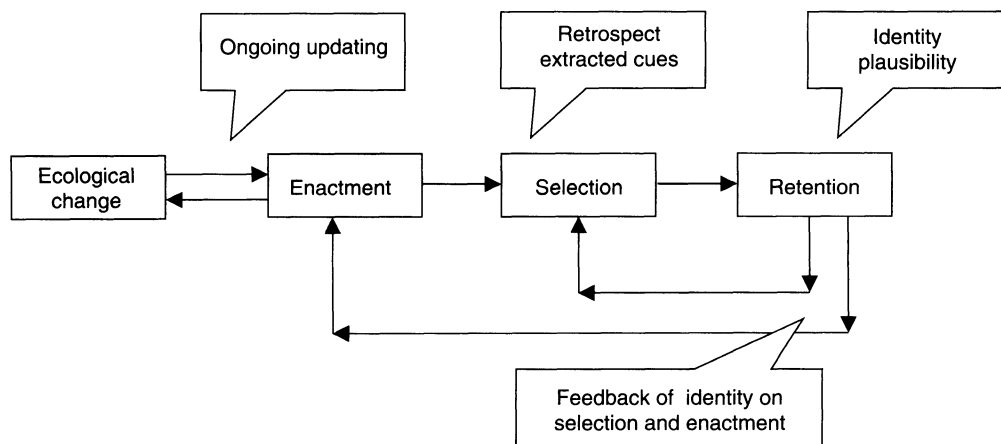 Ongoing updating
Retrospect
extracted cues
Identity
plausibility
Ecological
change
Enactment
Selection
Retention
Feedback of identity on
selection and enactment